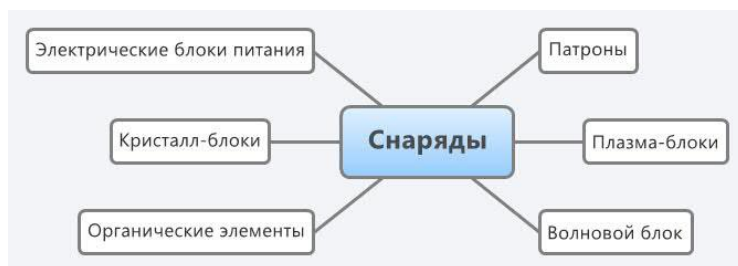 Электрические блоки питания
Патроны
Кристалл-блоки
Снаряды
Плазма-блоки
Органические элементы
Волновой блок